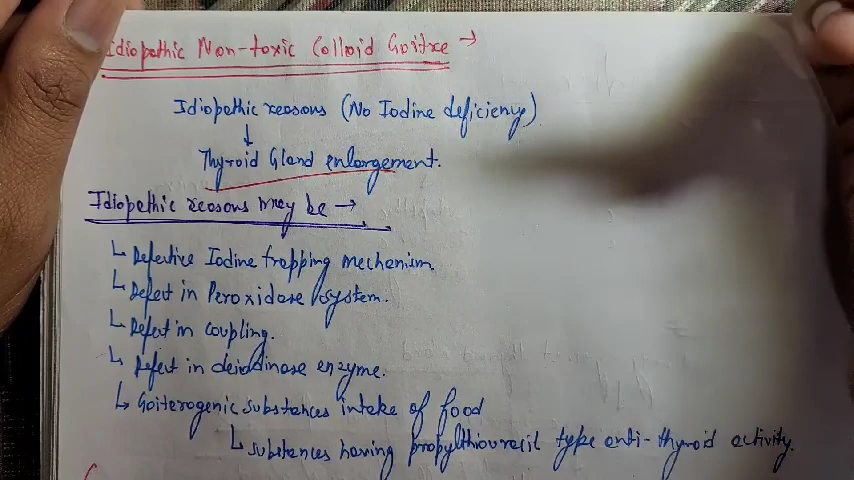 Idiopathic Non-toxic Colloid Goitre →
Idiopathic reasons (No Iodine deficiency)
↓
Thyroid Gland enlargement.
Idiopathic reasons may be →
↳ Defective Iodine trapping mechanism.
↳ Defect in Peroxidase system.
↳ Defect in coupling.
↳ Defect in deiodinase enzyme.
↳ Goiterogenic substances intake of food
↳ substances having propylthiouracil type anti-thyroid activity.